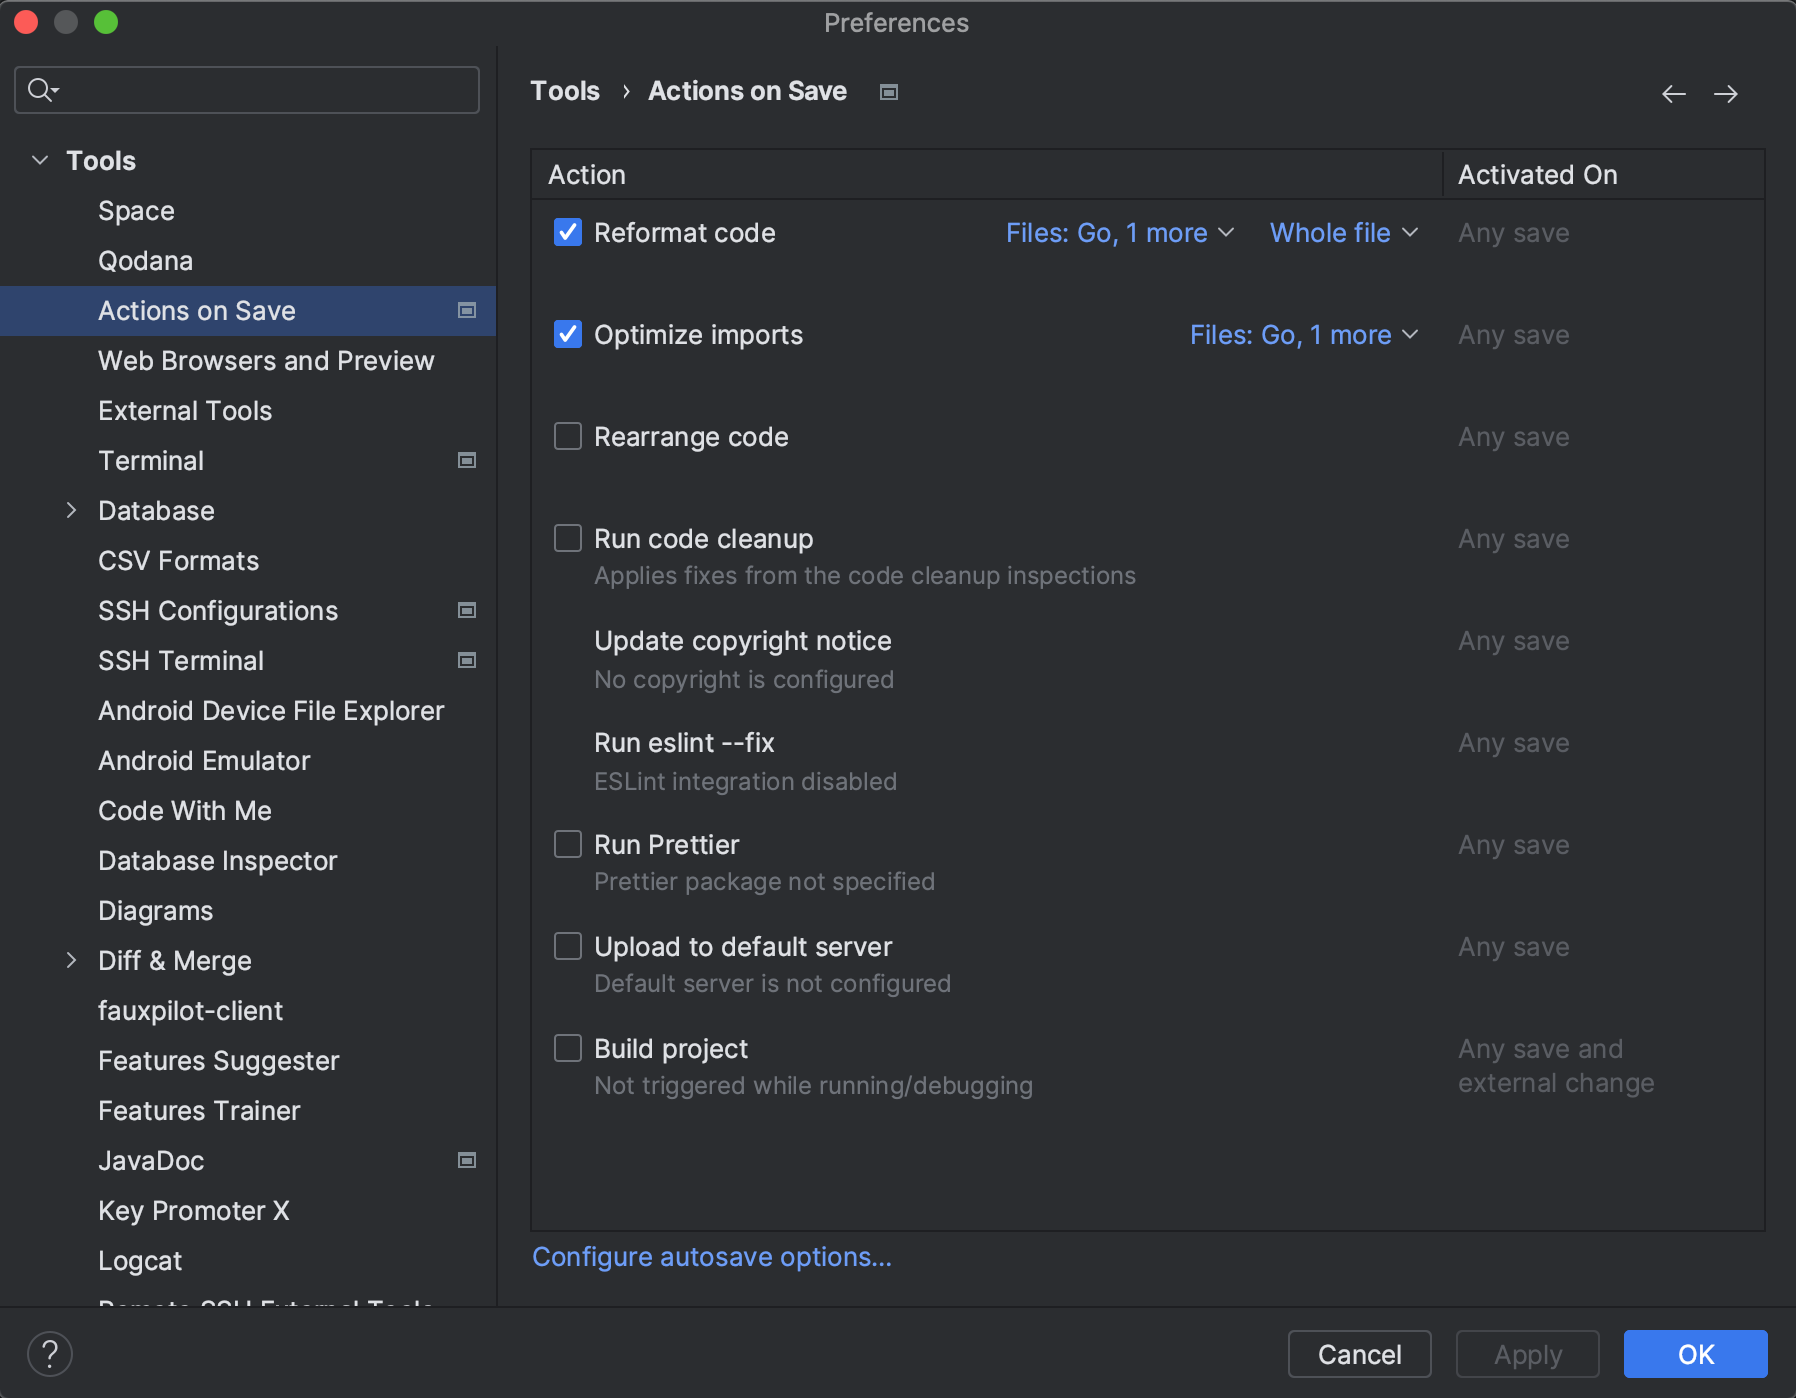 Preferences
Tools › Actions on Save
Tools
Space
Qodana
Actions on Save
Web Browsers and Preview
External Tools
Terminal
Database
CSV Formats
SSH Configurations
SSH Terminal
Android Device File Explorer
Android Emulator
Code With Me
Database Inspector
Diagrams
Diff & Merge
fauxpilot-client
Features Suggester
Features Trainer
JavaDoc
Key Promoter X
Logcat
Remote SSH External Tools
Action Activated On
Reformat code Files: Go, 1 more Whole file Any save
Optimize imports Files: Go, 1 more Any save
Rearrange code Any save
Run code cleanup Any save
Applies fixes from the code cleanup inspections
Update copyright notice Any save
No copyright is configured
Run eslint --fix Any save
ESLint integration disabled
Run Prettier Any save
Prettier package not specified
Upload to default server Any save
Default server is not configured
Build project Any save and
Not triggered while running/debugging external change
Configure autosave options...
? Cancel Apply OK